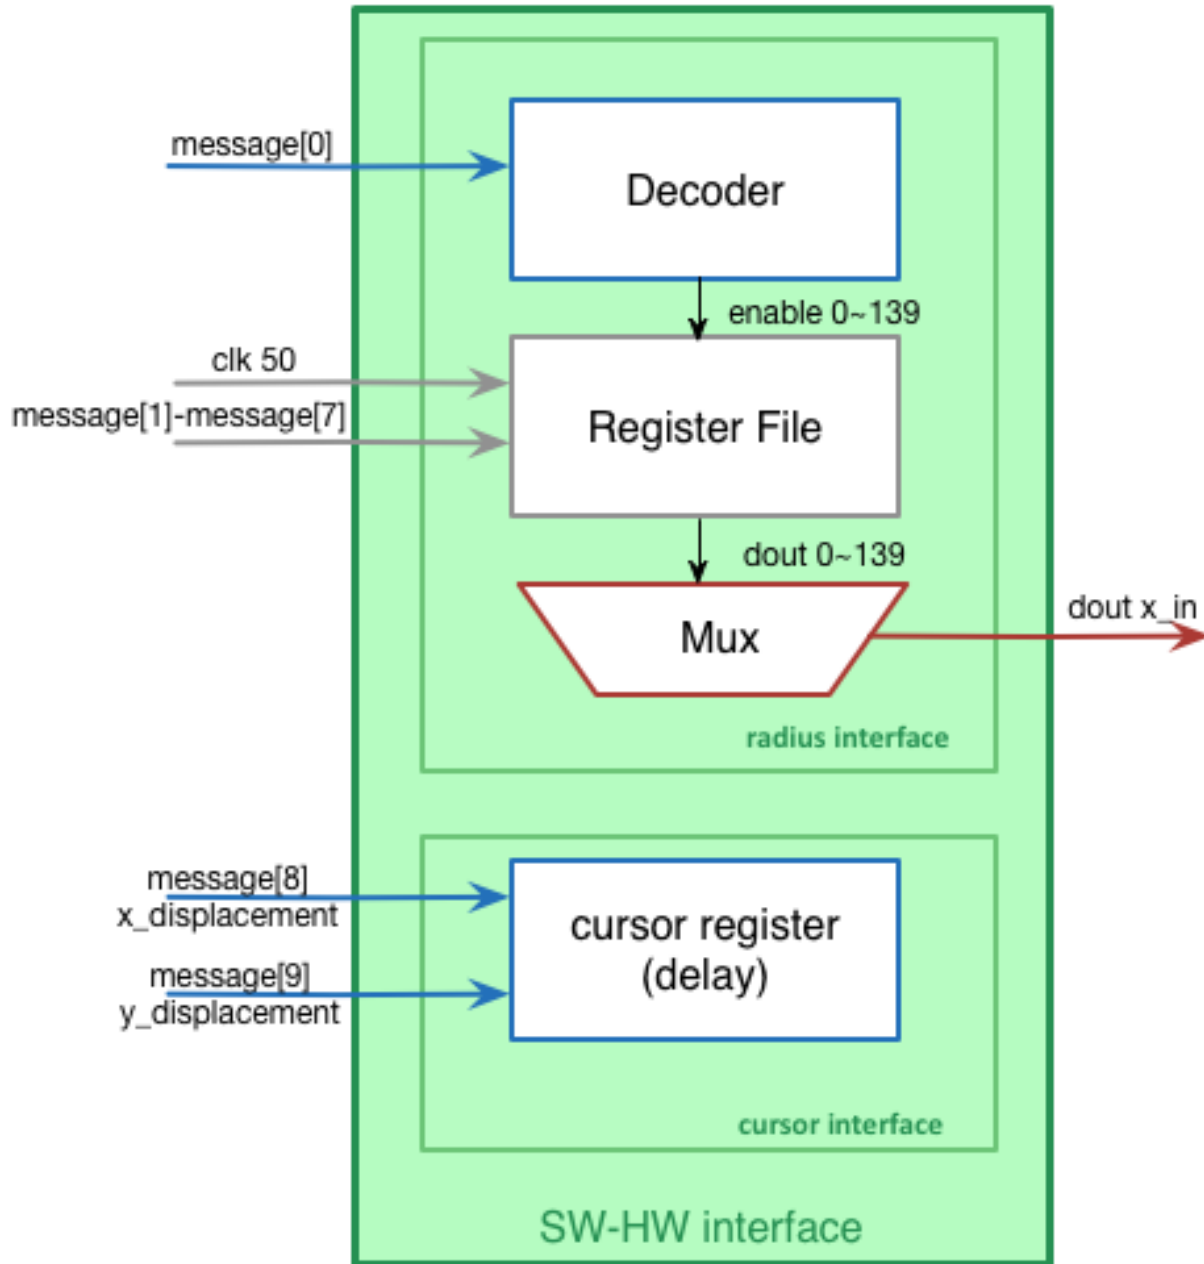 message[0]
Decoder
enable 0~139
clk 50
message[1]-message[7]
Register File
dout 0~139
Mux
dout x_in
radius interface
message[8]
x_displacement
message[9]
y_displacement
cursor register
(delay)
cursor interface
SW-HW interface